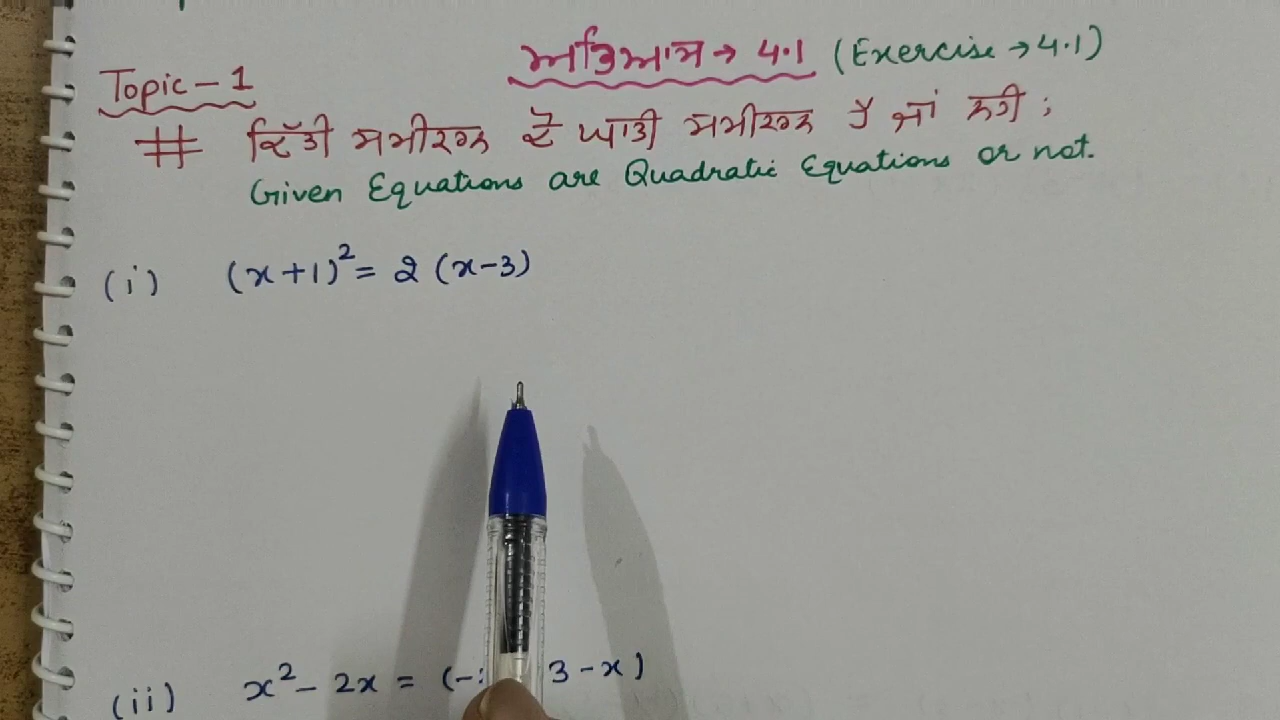 ਅਭਿਆਸ → 4.1 (Exercise → 4.1)
Topic - 1
# ਦਿੱਤੀ ਸਮੀਕਰਨ ਦੋ ਘਾਤੀ ਸਮੀਕਰਨ ਹੈ ਜਾਂ ਨਹੀ ;
Given Equations are Quadratic Equations or not.
(i) (x+1)² = 2 (x-3)
(ii) x² - 2x = (- 3 - x)